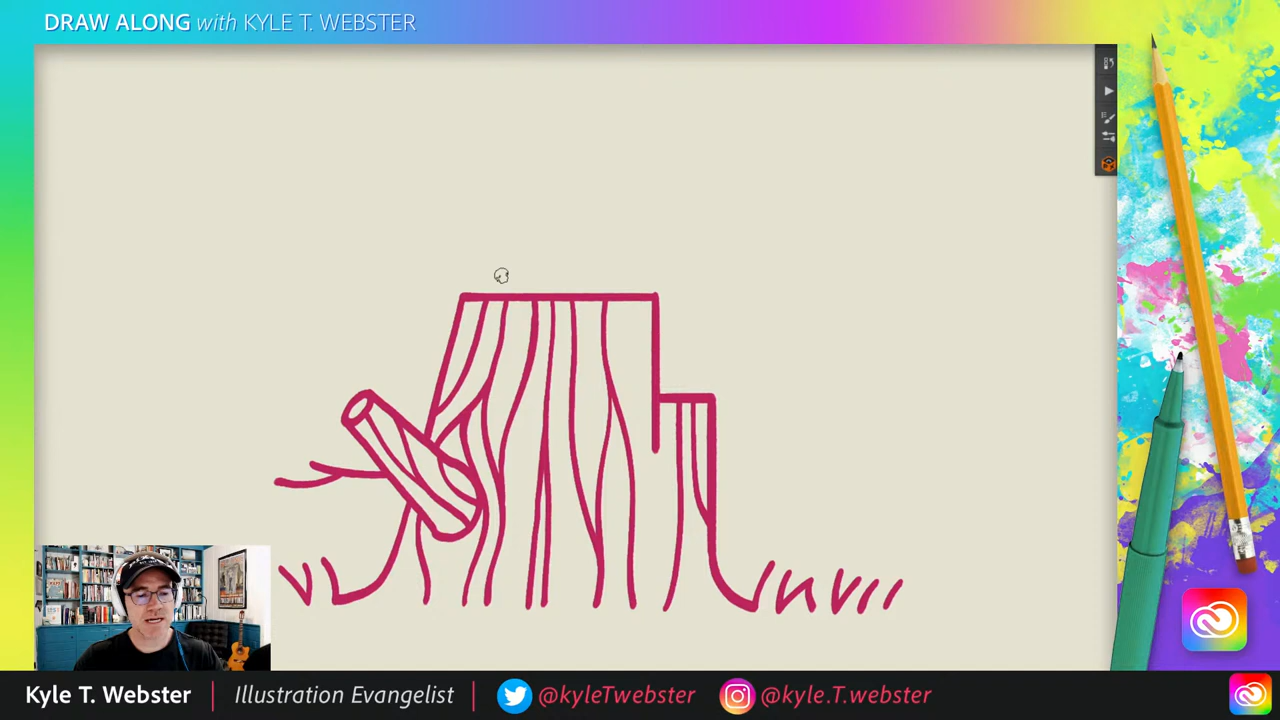 DRAW ALONG with KYLE T. WEBSTER
Kyle T. Webster | Illustration Evangelist @kyleTwebster @kyle.T.webster